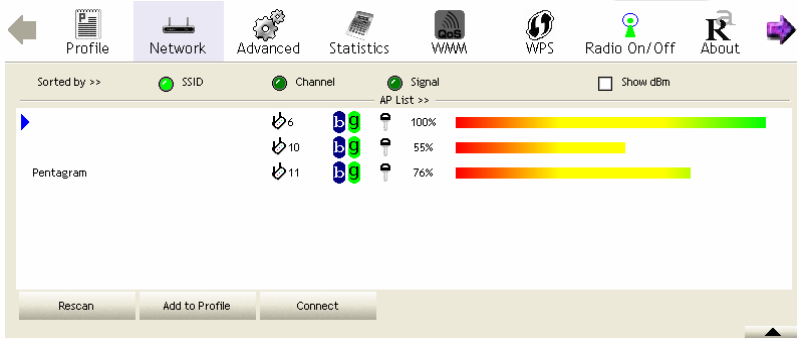 P
QoS
Profile Network Advanced Statistics WMM WPS Radio On/Off About
Sorted by >> SSID Channel Signal Show dBm
AP List >>
6 b g 100%
10 b g 55%
Pentagram 11 b g 76%
Rescan Add to Profile Connect